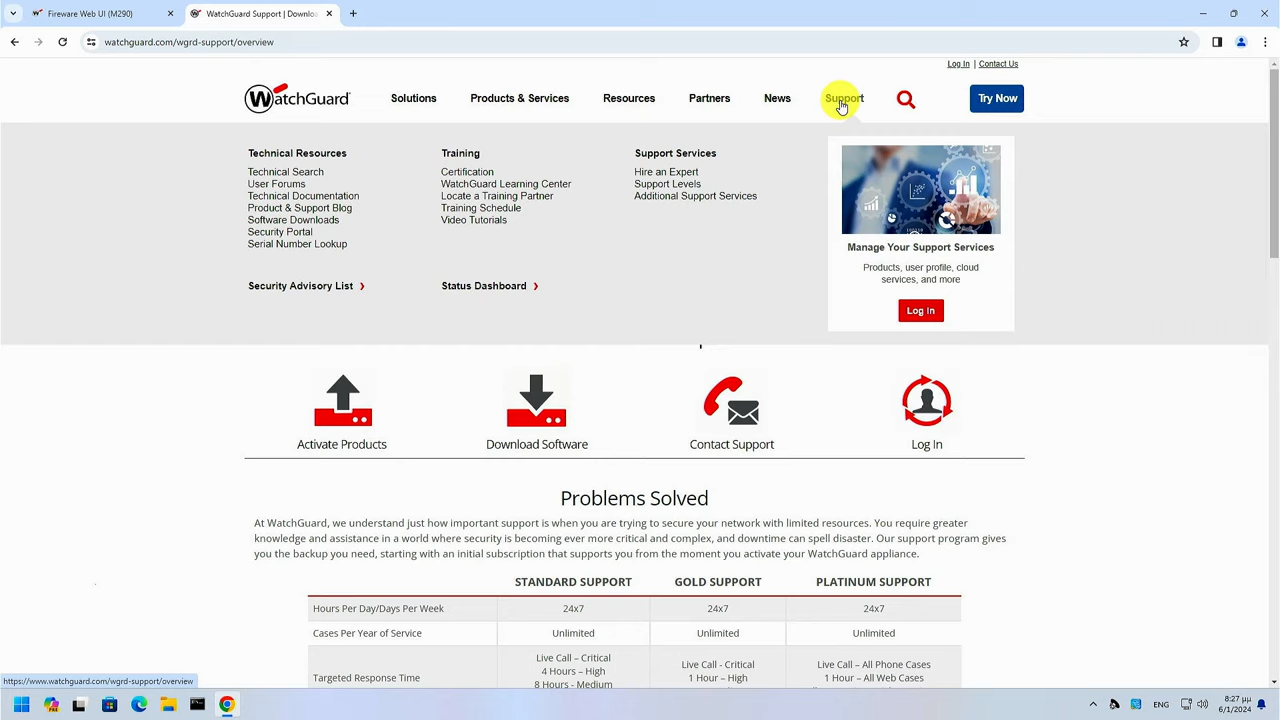 Fireware Web UI (M290)
WatchGuard Support | Downloa
watchguard.com/wgrd-support/overview
Log In | Contact Us
WatchGuard
Solutions
Products & Services
Resources
Partners
News
Support
Try Now
Technical Resources
Technical Search
User Forums
Technical Documentation
Product & Support Blog
Software Downloads
Security Portal
Serial Number Lookup
Security Advisory List
Training
Certification
WatchGuard Learning Center
Locate a Training Partner
Training Schedule
Video Tutorials
Status Dashboard
Support Services
Hire an Expert
Support Levels
Additional Support Services
Manage Your Support Services
Products, user profile, cloud
services, and more
Log In
Activate Products
Download Software
Contact Support
Log In
Problems Solved
At WatchGuard, we understand just how important support is when you are trying to secure your network with limited resources. You require greater
knowledge and assistance in a world where security is becoming ever more critical and complex, and downtime can spell disaster. Our support program gives
you the backup you need, starting with an initial subscription that supports you from the moment you activate your WatchGuard appliance.
STANDARD SUPPORT GOLD SUPPORT PLATINUM SUPPORT
Hours Per Day/Days Per Week 24x7 24x7 24x7
Cases Per Year of Service Unlimited Unlimited Unlimited
Targeted Response Time
Live Call – Critical
4 Hours – High
8 Hours - Medium
Live Call - Critical
1 Hour – High
Live Call – All Phone Cases
1 Hour – All Web Cases
https://www.watchguard.com/wgrd-support/overview
ENG
8:27 μμ
6/1/2024